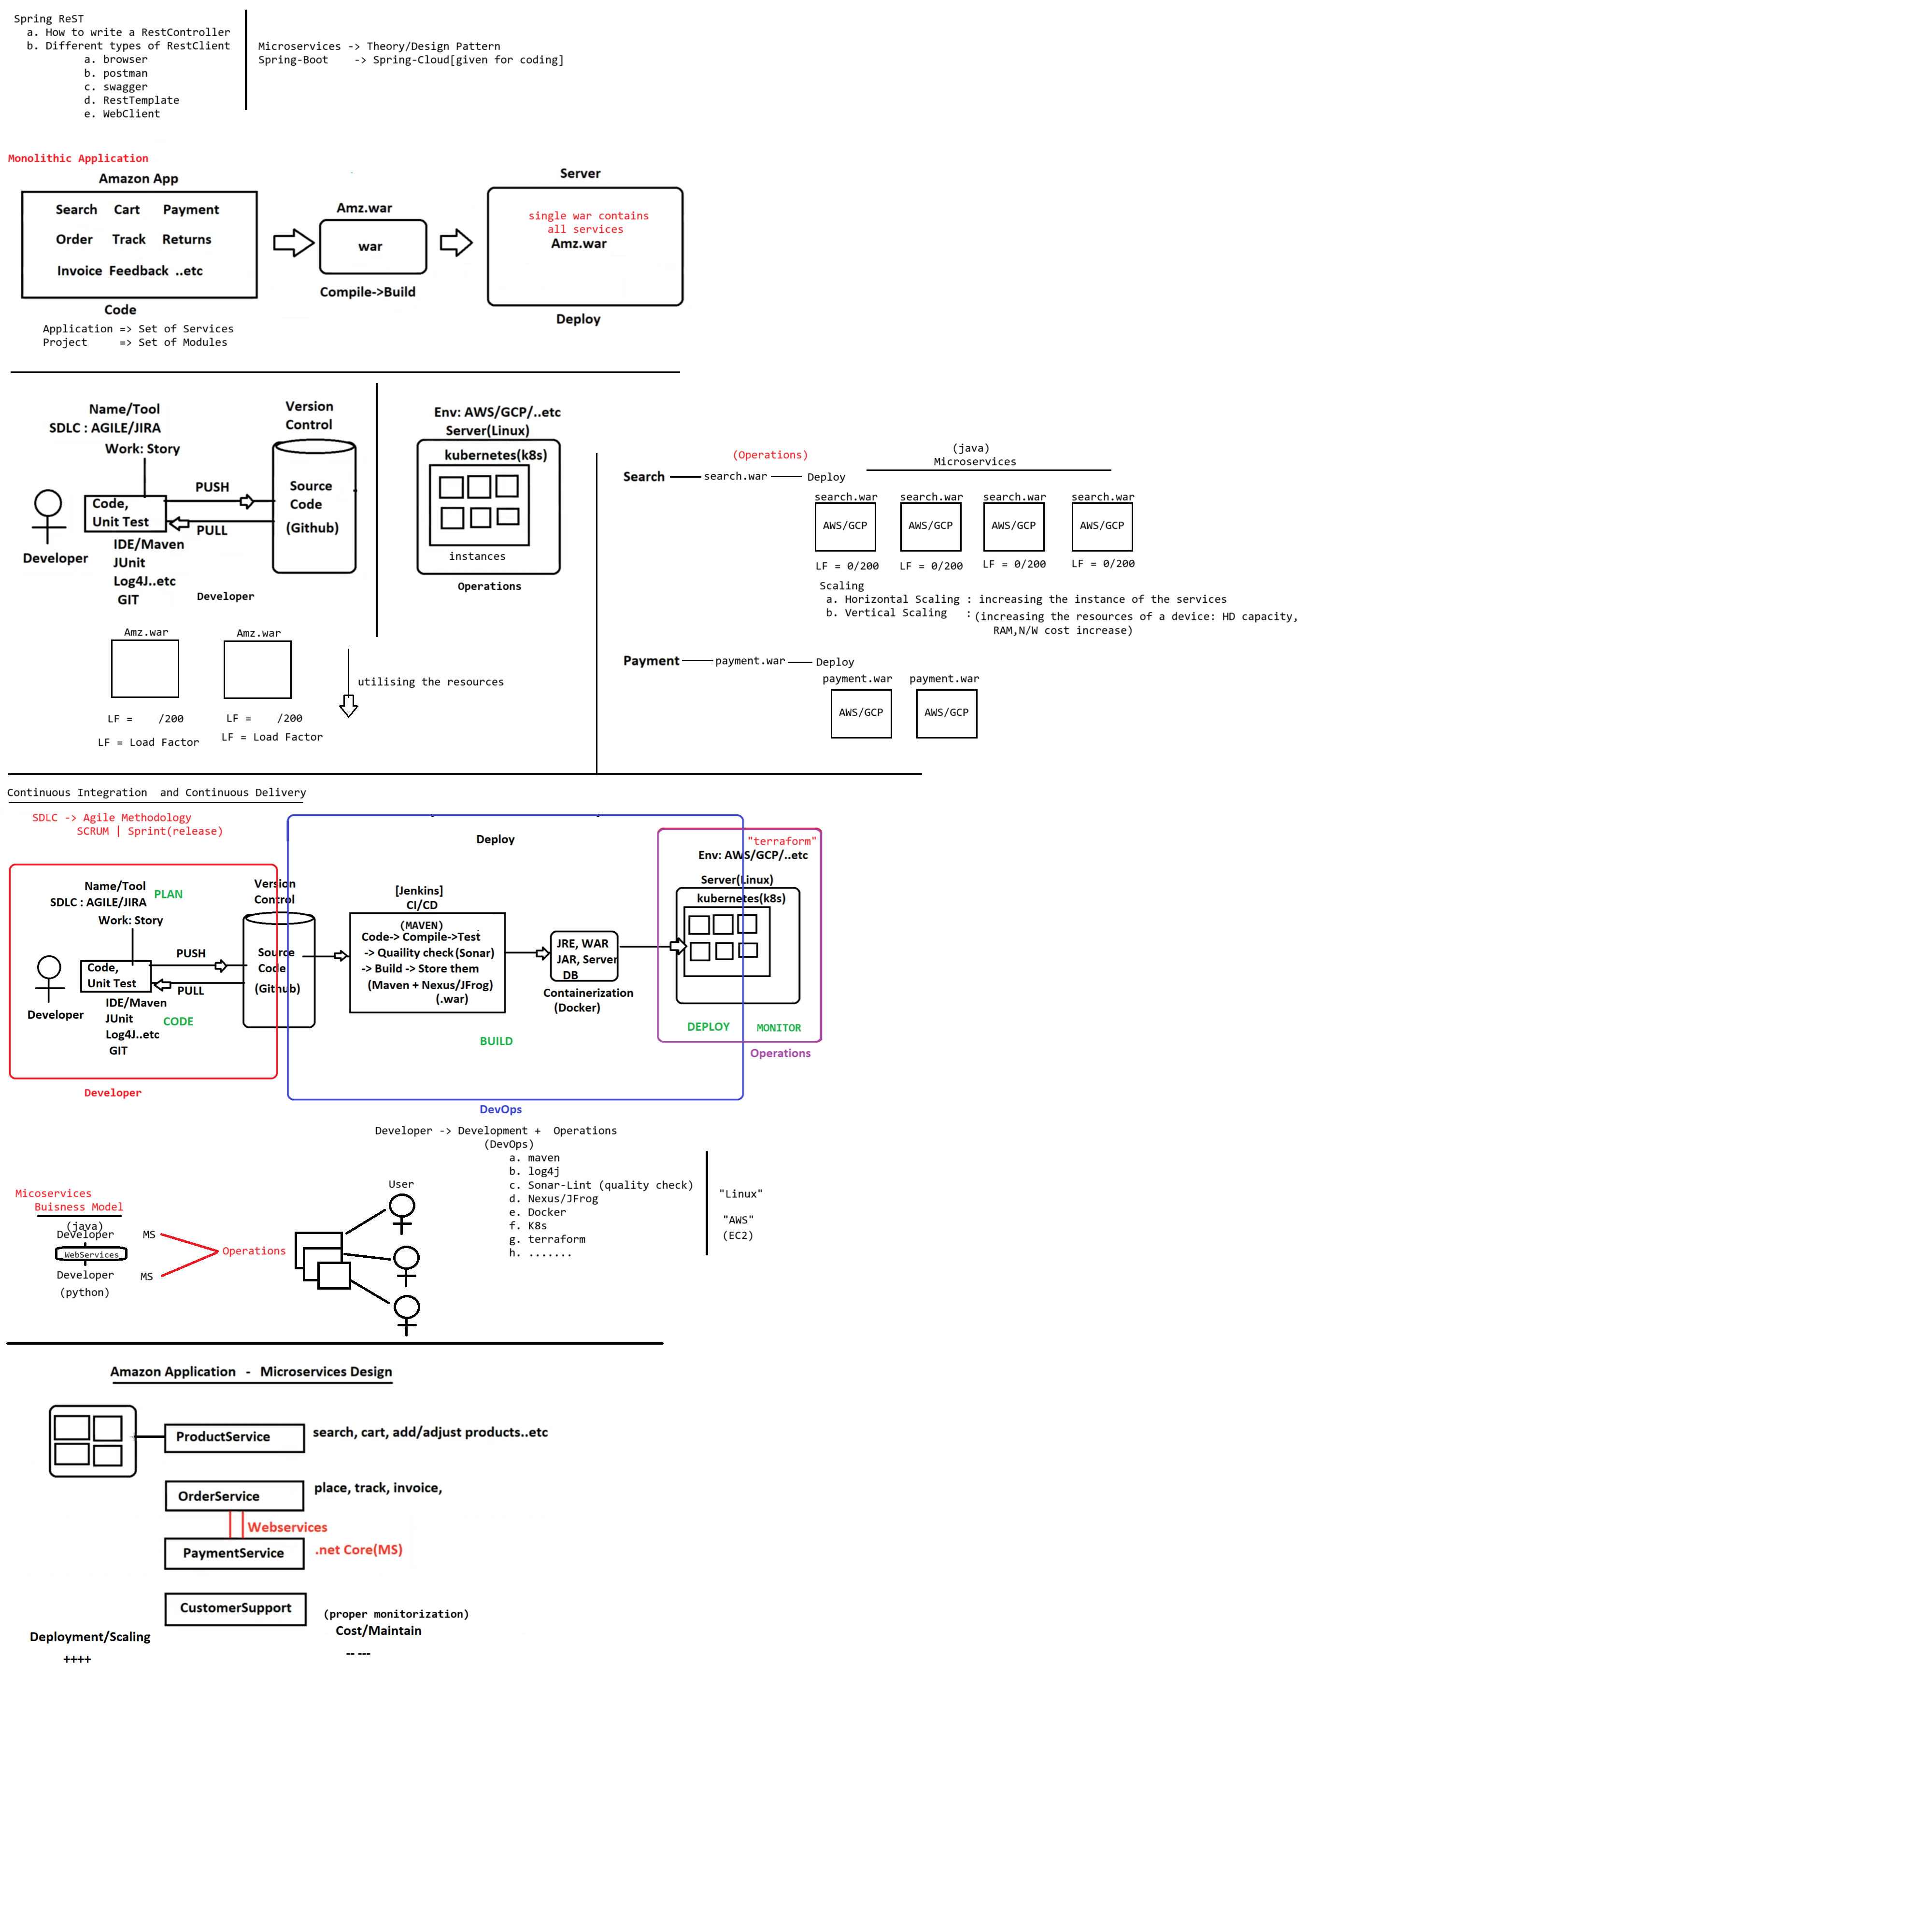 Spring ReST
a. How to write a RestController
b. Different types of RestClient
a. browser
b. postman
c. swagger
d. RestTemplate
e. WebClient
Microservices -> Theory/Design Pattern
Spring-Boot -> Spring-Cloud[given for coding]
Monolithic Application
Amazon App
Search Cart Payment
Order Track Returns
Invoice Feedback ..etc
Code
Application => Set of Services
Project => Set of Modules
Amz.war
war
Compile->Build
Server
single war contains
all services
Amz.war
Deploy
Name/Tool
SDLC : AGILE/JIRA
Work: Story
Code,
Unit Test
PUSH
PULL
Developer
IDE/Maven
JUnit
Log4J..etc
GIT
Developer
Version
Control
Source
Code
(Github)
Env: AWS/GCP/..etc
Server(Linux)
kubernetes(k8s)
instances
Operations
Amz.war
Amz.war
LF = /200
LF = /200
LF = Load Factor
LF = Load Factor
utilising the resources
(Operations)
(java)
Microservices
Search
search.war
Deploy
search.war search.war search.war search.war
AWS/GCP AWS/GCP AWS/GCP AWS/GCP
LF = 0/200 LF = 0/200 LF = 0/200 LF = 0/200
Scaling
a. Horizontal Scaling : increasing the instance of the services
b. Vertical Scaling : (increasing the resources of a device: HD capacity,
RAM,N/W cost increase)
Payment
payment.war
Deploy
payment.war payment.war
AWS/GCP AWS/GCP
Continuous Integration and Continuous Delivery
SDLC -> Agile Methodology
SCRUM | Sprint(release)
Name/Tool
SDLC : AGILE/JIRA
PLAN
Work: Story
Code,
Unit Test
PUSH
PULL
Developer
IDE/Maven
JUnit
Log4J..etc
GIT
CODE
Developer
Version
Control
Source
Code
(Github)
Deploy
[Jenkins]
CI/CD
(MAVEN)
Code-> Compile->Test
-> Quaility check(Sonar)
-> Build -> Store them
(Maven + Nexus/JFrog)
(.war)
BUILD
JRE, WAR
JAR, Server
DB
Containerization
(Docker)
DevOps
"terraform"
Env: AWS/GCP/..etc
Server(Linux)
kubernetes(k8s)
DEPLOY
MONITOR
Operations
Developer -> Development + Operations
(DevOps)
a. maven
b. log4j
c. Sonar-Lint (quality check)
d. Nexus/JFrog
e. Docker
f. K8s
g. terraform
h. .......
"Linux"
"AWS"
(EC2)
Micoservices
Buisness Model
(java)
Developer
MS
WebServices
Developer
MS
(python)
Operations
User
Amazon Application - Microservices Design
ProductService
search, cart, add/adjust products..etc
OrderService
place, track, invoice,
Webservices
PaymentService
.net Core(MS)
CustomerSupport
(proper monitorization)
Cost/Maintain
-- ---
Deployment/Scaling
++++